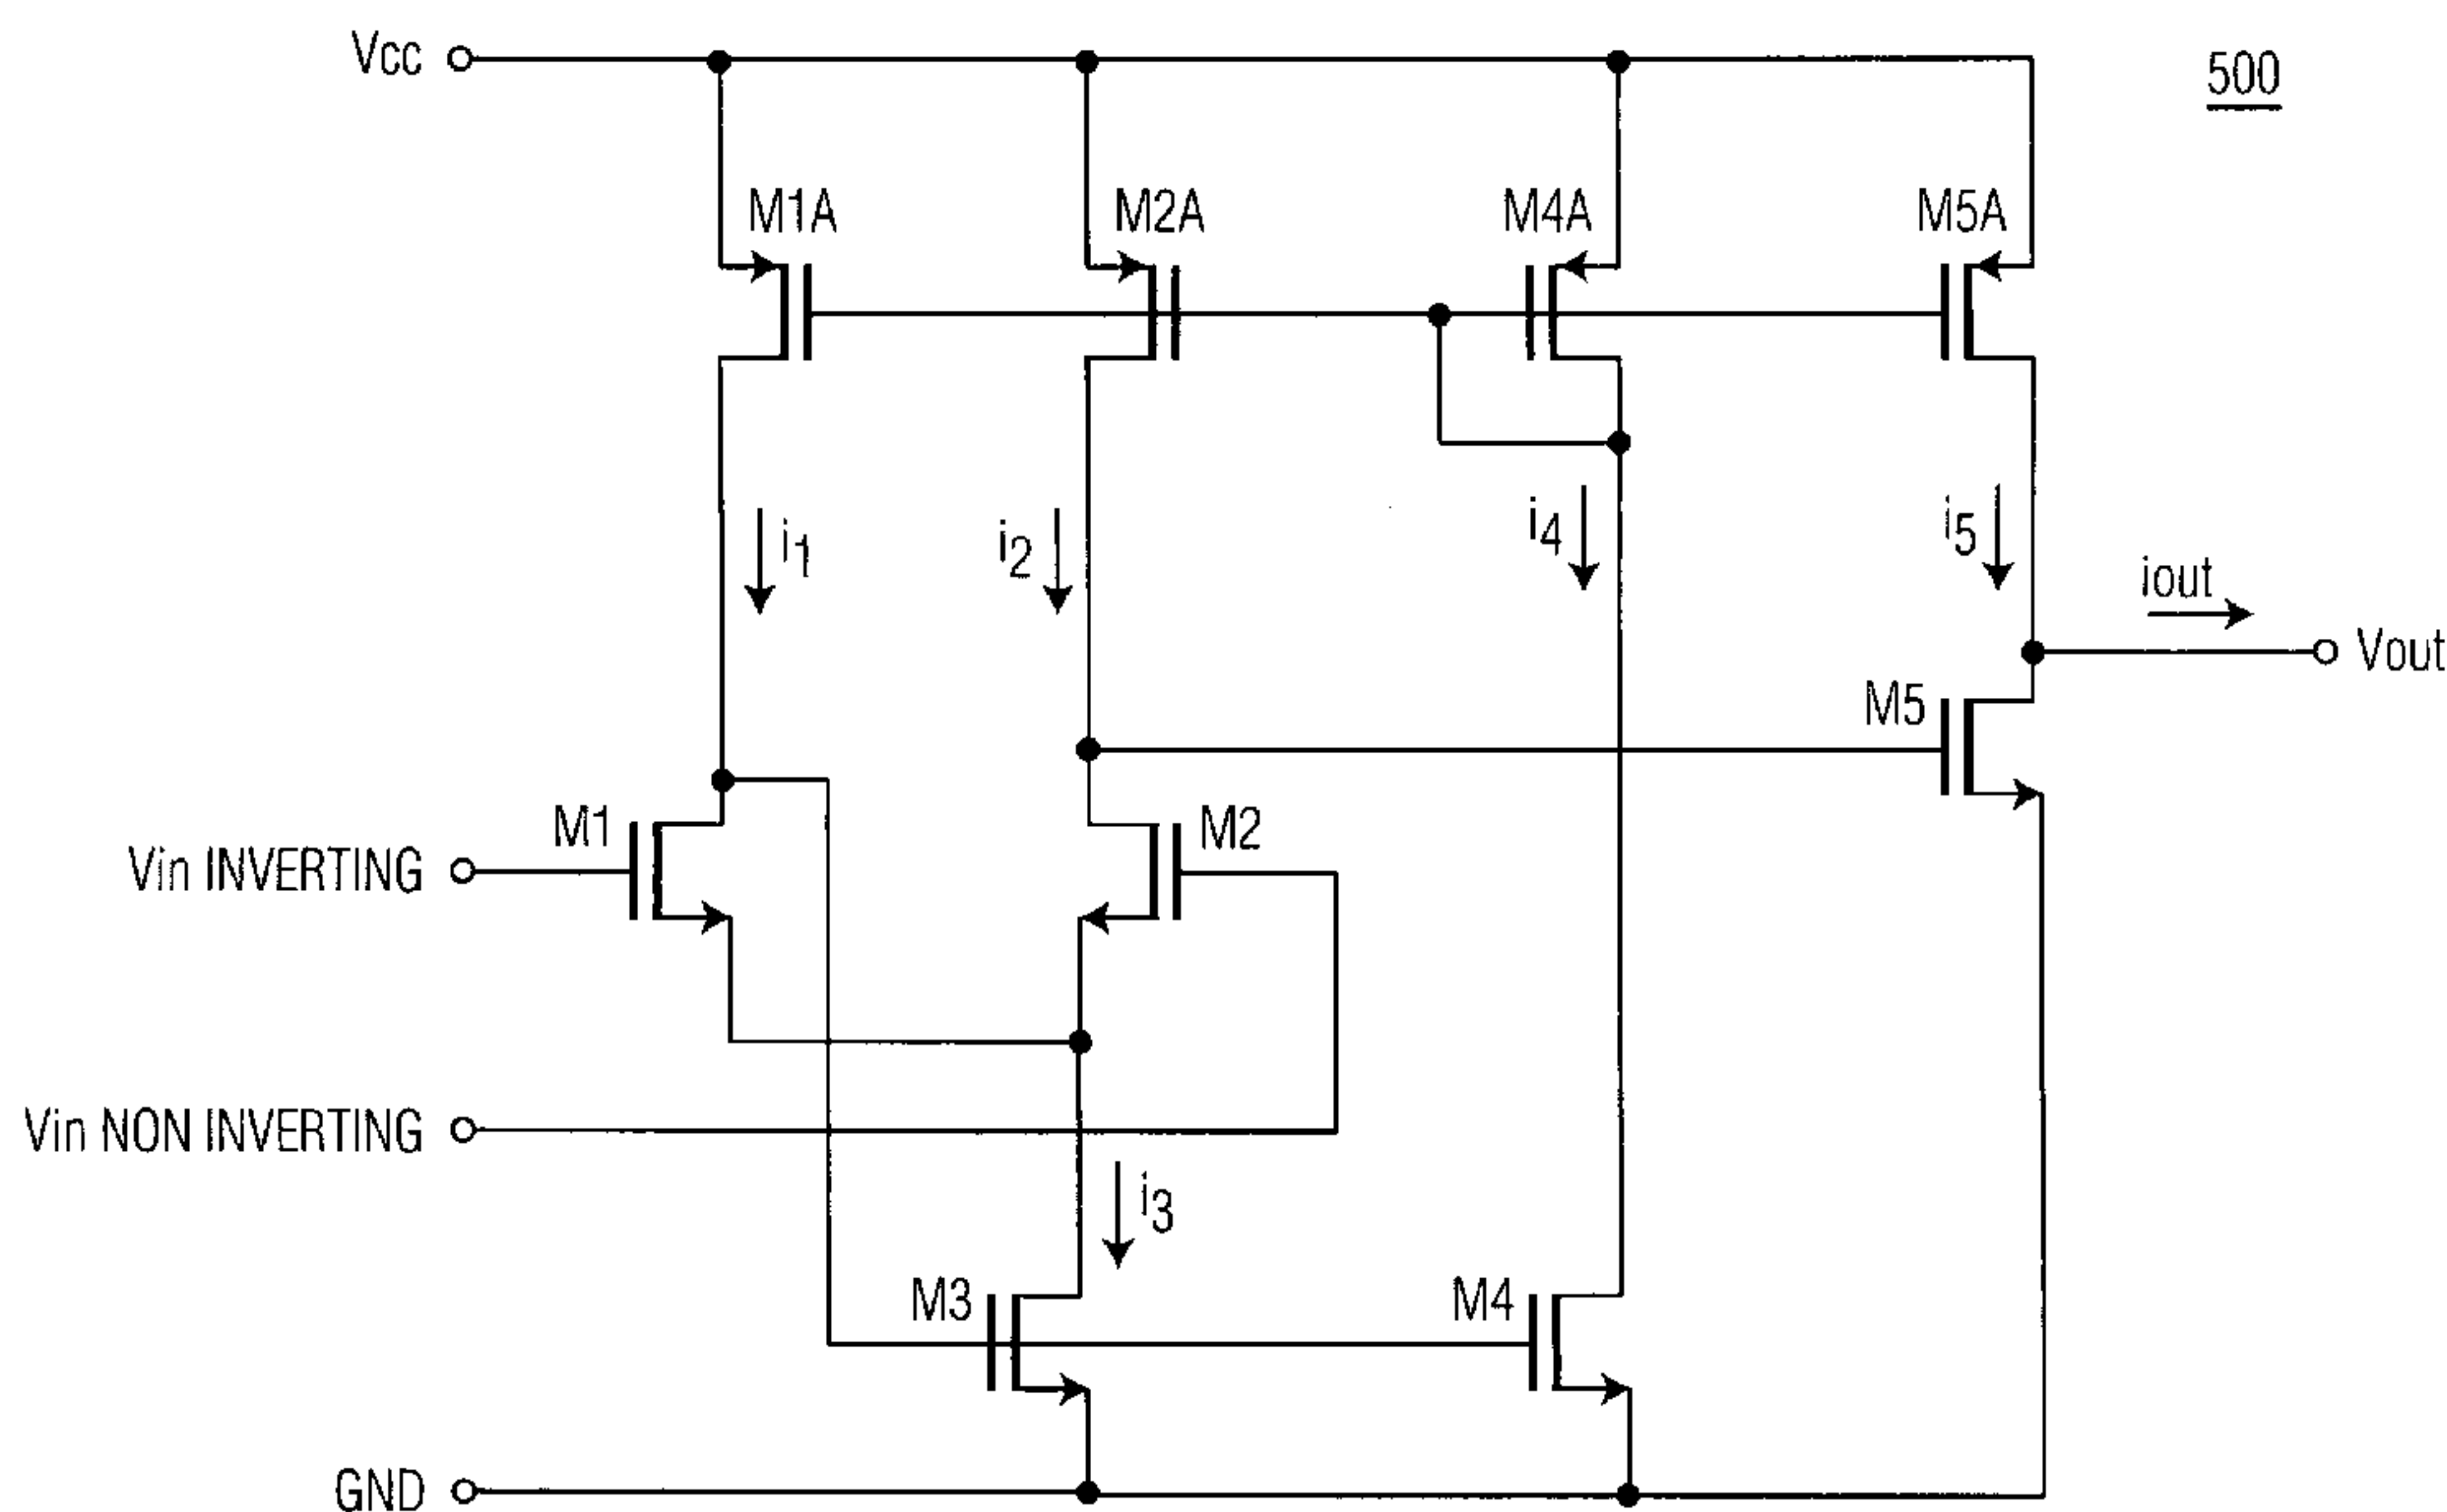 Vcc
500
M1A
M2A
M4A
M5A
i1
i2
i4
i5
iout
Vout
M5
M1
M2
Vin INVERTING
Vin NON INVERTING
i3
M3
M4
GND